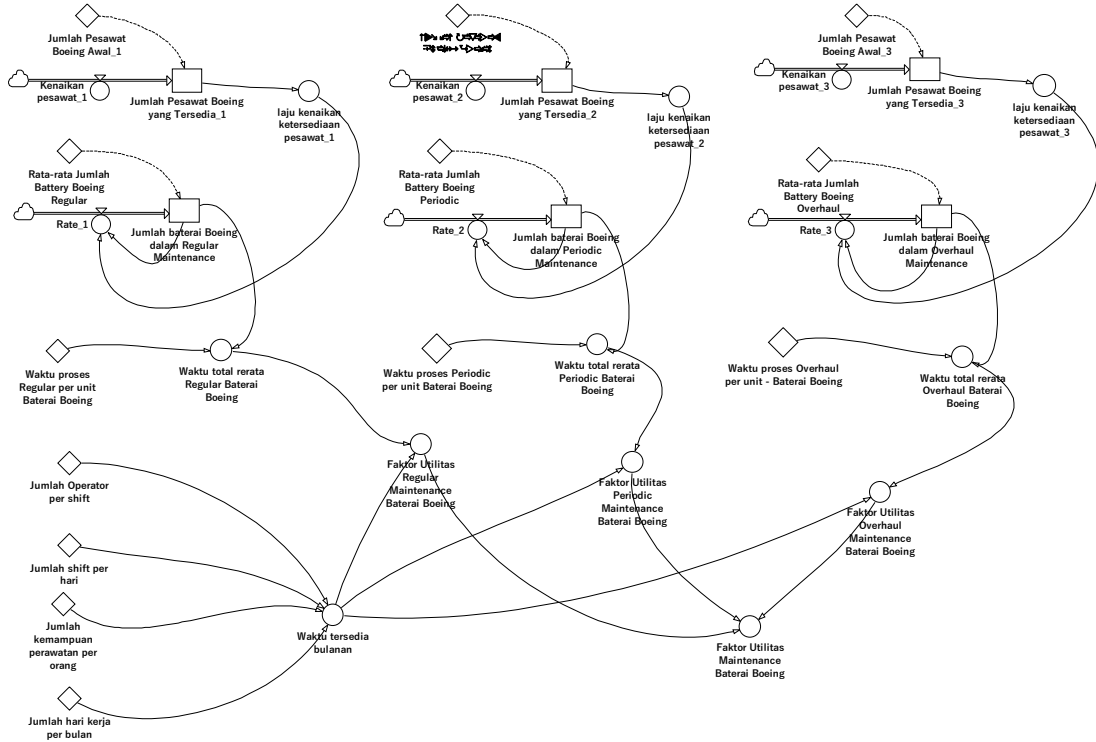 Jumlah Pesawat
Boeing Awal_1
Kenaikan
pesawat_1
Jumlah Pesawat Boeing
yang Tersedia_1
laju kenaikan
ketersediaan
pesawat_1
Kenaikan
pesawat_2
Jumlah Pesawat Boeing
yang Tersedia_2
laju kenaikan
ketersediaan
pesawat_2
Jumlah Pesawat
Boeing Awal_3
Kenaikan
pesawat_3
Jumlah Pesawat Boeing
yang Tersedia_3
laju kenaikan
ketersediaan
pesawat_3
Rata-rata Jumlah
Battery Boeing
Regular
Rate_1
Jumlah baterai Boeing
dalam Regular
Maintenance
Rata-rata Jumlah
Battery Boeing
Periodic
Rate_2
Jumlah baterai Boeing
dalam Periodic
Maintenance
Rata-rata Jumlah
Battery Boeing
Overhaul
Rate_3
Jumlah baterai Boeing
dalam Overhaul
Maintenance
Waktu proses
Regular per unit
Baterai Boeing
Waktu total rerata
Regular Baterai
Boeing
Waktu proses Periodic
per unit Baterai Boeing
Waktu total rerata
Periodic Baterai
Boeing
Waktu proses Overhaul
per unit - Baterai Boeing
Waktu total rerata
Overhaul Baterai
Boeing
Faktor Utilitas
Regular
Maintenance
Baterai Boeing
Faktor Utilitas
Periodic
Maintenance
Baterai Boeing
Faktor Utilitas
Overhaul
Maintenance
Baterai Boeing
Jumlah Operator
per shift
Jumlah shift per
hari
Jumlah
kemampuan
perawatan per
orang
Jumlah hari kerja
per bulan
Waktu tersedia
bulanan
Faktor Utilitas
Maintenance
Baterai Boeing